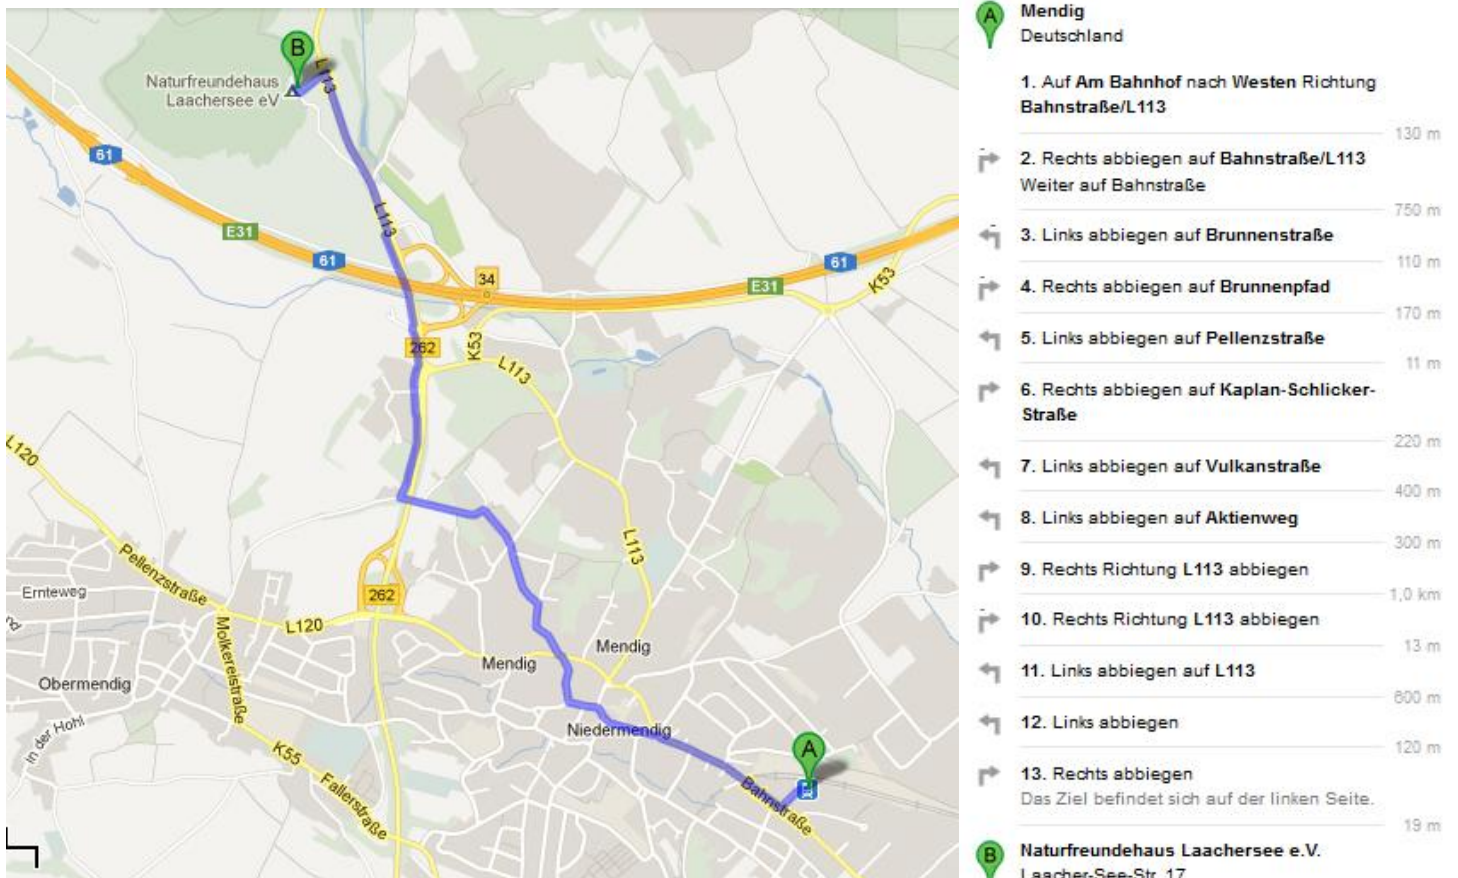 B
Naturfreundehaus
Laachersee eV
L113
61
E31
L113
61
34
61
E31
K53
262
K53
L113
L120
L113
Pellenzstraße
Ernteweg
nd
262
L120
Molkereistraße
Mendig
Mendig
Obermendig
In der Hohl
Niedermendig
K55
Fallerstraße
A
Bahnstraße
A
Mendig
Deutschland
1. Auf Am Bahnhof nach Westen Richtung
Bahnstraße/L113
130 m
2. Rechts abbiegen auf Bahnstraße/L113
Weiter auf Bahnstraße
750 m
3. Links abbiegen auf Brunnenstraße
110 m
4. Rechts abbiegen auf Brunnenpfad
170 m
5. Links abbiegen auf Pellenzstraße
11 m
6. Rechts abbiegen auf Kaplan-Schlicker-
Straße
220 m
7. Links abbiegen auf Vulkanstraße
400 m
8. Links abbiegen auf Aktienweg
300 m
9. Rechts Richtung L113 abbiegen
1,0 km
10. Rechts Richtung L113 abbiegen
13 m
11. Links abbiegen auf L113
800 m
12. Links abbiegen
120 m
13. Rechts abbiegen
Das Ziel befindet sich auf der linken Seite.
19 m
B
Naturfreundehaus Laachersee e.V.
Laacher-See-Str. 17